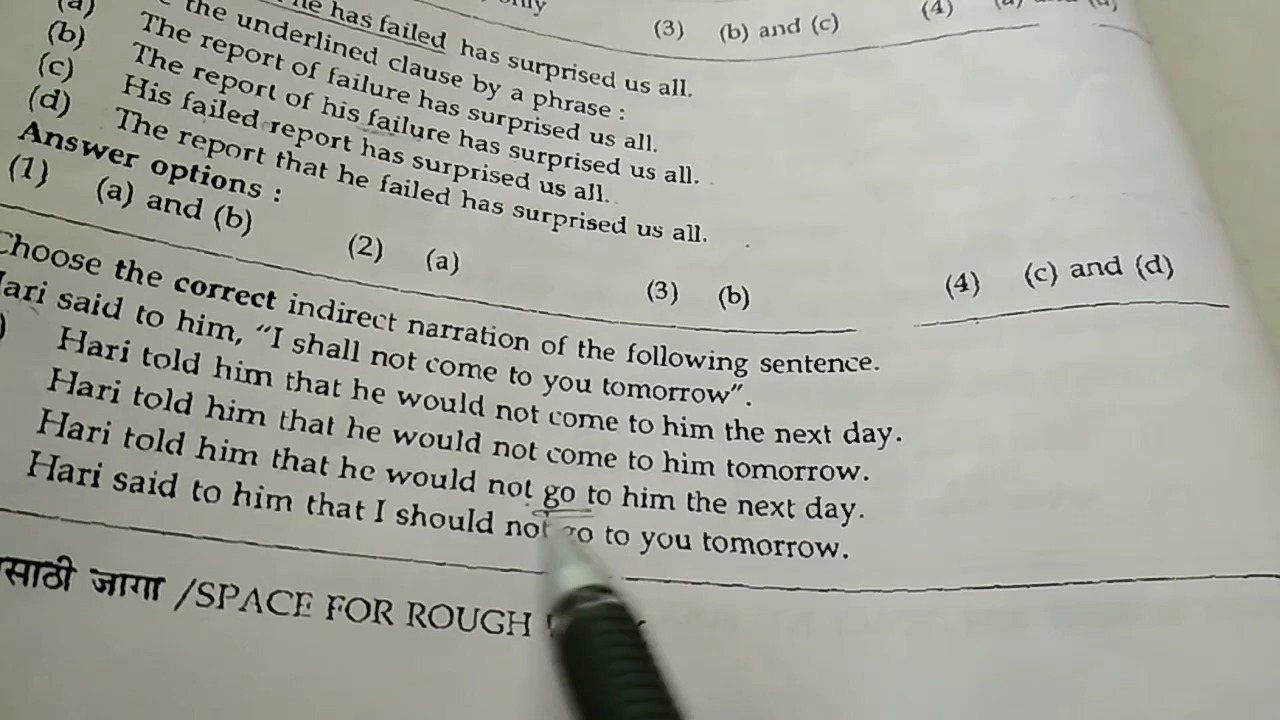 (3) (b) and (c) (4)
he has failed has surprised us all.
the underlined clause by a phrase :
(a) The report of failure has surprised us all.
(b) The report of his failure has surprised us all.
(c) His failed report has surprised us all.
(d) The report that he failed has surprised us all.
Answer options :
(1) (a) and (b) (2) (a) (3) (b) (4) (c) and (d)
Choose the correct indirect narration of the following sentence.
Hari said to him, "I shall not come to you tomorrow".
Hari told him that he would not come to him the next day.
Hari told him that he would not come to him tomorrow.
Hari told him that he would not go to him the next day.
Hari said to him that I should not go to you tomorrow.
साठी जागा /SPACE FOR ROUGH